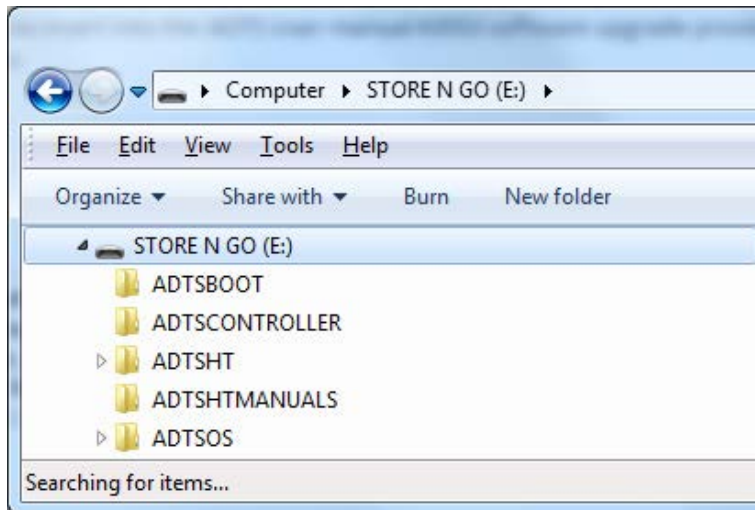 Computer STORE N GO (E:)
File Edit View Tools Help
Organize Share with Burn New folder
STORE N GO (E:)
ADTSBOOT
ADTSCONTROLLER
ADTSHT
ADTSHTMANUALS
ADTSOS
Searching for items...